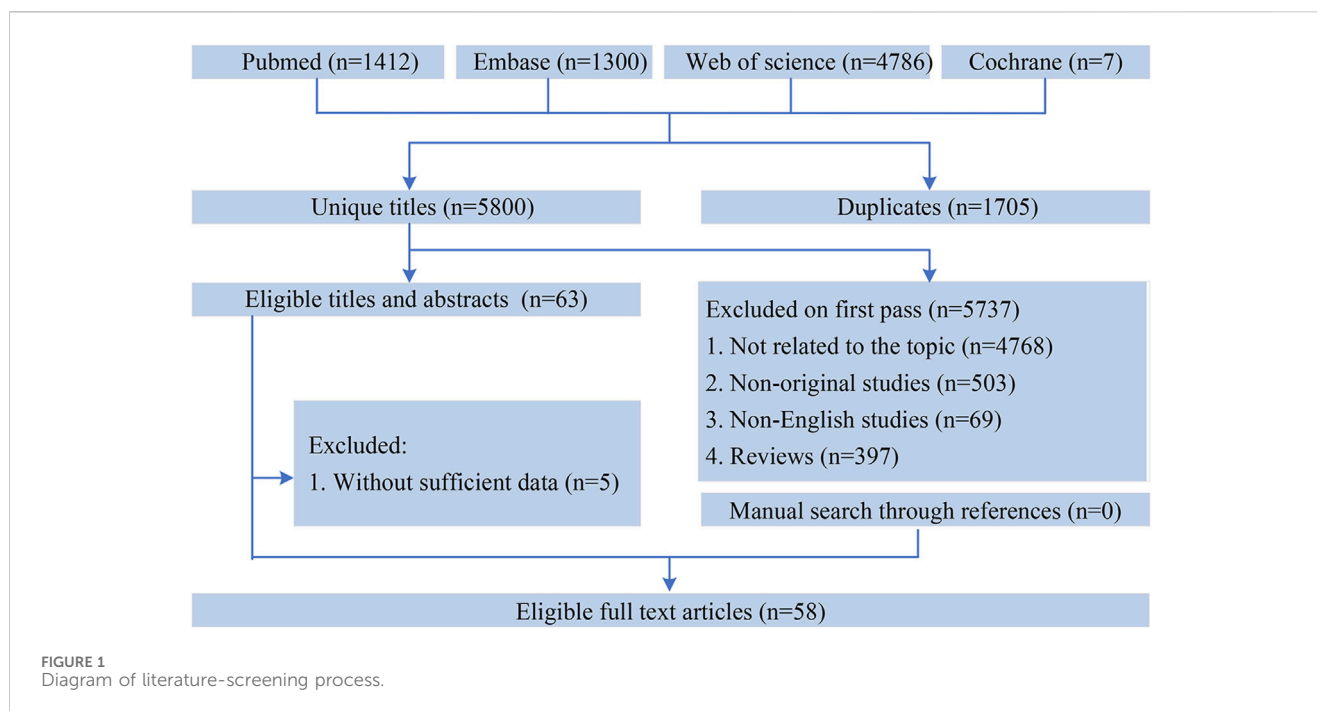 Pubmed (n=1412)
Embase (n=1300)
Web of science (n=4786)
Cochrane (n=7)
Unique titles (n=5800)
Duplicates (n=1705)
Eligible titles and abstracts (n=63)
Excluded on first pass (n=5737)
1. Not related to the topic (n=4768)
2. Non-original studies (n=503)
3. Non-English studies (n=69)
4. Reviews (n=397)
Excluded:
1. Without sufficient data (n=5)
Manual search through references (n=0)
Eligible full text articles (n=58)
FIGURE 1
Diagram of literature-screening process.